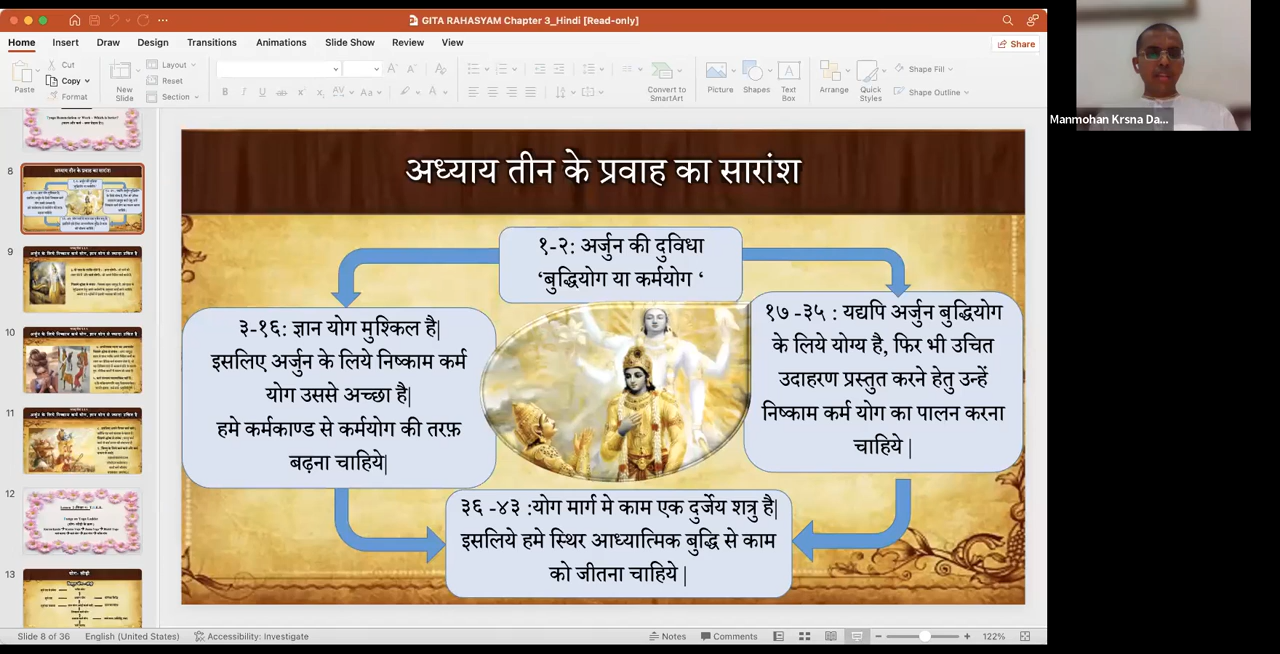 GITA RAHASYAM Chapter 3_Hindi [Read-only]
Home Insert Draw Design Transitions Animations Slide Show Review View
Share
Paste
Cut
Copy
Format
New Slide
Layout
Reset
Section
Convert to SmartArt
Picture
Shapes
Text Box
Arrange
Quick Styles
Shape Fill
Shape Outline
Manmohan Krsna Da...
8
9
10
11
12
13
अध्याय तीन के प्रवाह का सारांश
१-२: अर्जुन की दुविधा
‘बुद्धियोग या कर्मयोग ‘
३-१६: ज्ञान योग मुश्किल है|
इसलिए अर्जुन के लिये निष्काम कर्म
योग उससे अच्छा है|
हमे कर्मकाण्ड से कर्मयोग की तरफ़
बढ़ना चाहिये|
१७ -३५ : यद्यपि अर्जुन बुद्धियोग
के लिये योग्य है, फिर भी उचित
उदाहरण प्रस्तुत करने हेतु उन्हें
निष्काम कर्म योग का पालन करना
चाहिये |
३६ -४३ :योग मार्ग मे काम एक दुर्जेय शत्रु है|
इसलिये हमे स्थिर आध्यात्मिक बुद्धि से काम
को जीतना चाहिये |
Slide 8 of 36 English (United States) Accessibility: Investigate
Notes Comments 122%